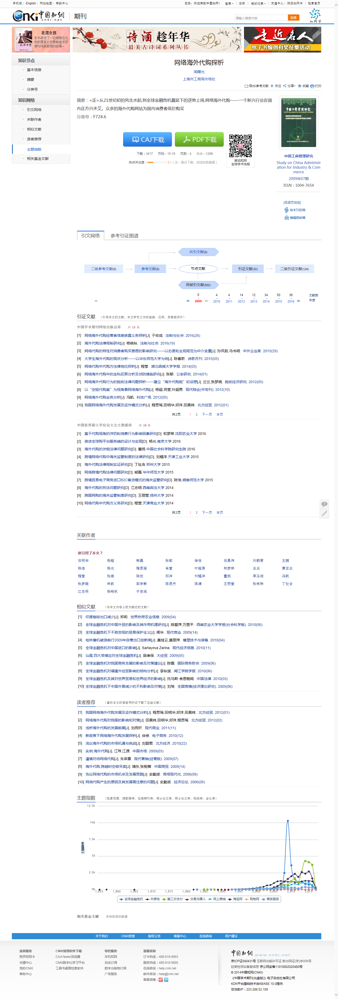 手机版 | English | 网站地图 | 帮助中心
您好，欢迎来到中国知网！ 登录 | 注册 | 我的记录 | 充值中心 | 购买知网卡 | 检索首页
Cnki 中国知网 cnki.net
期刊
请输入搜索内容
检索
知网节
北漂女孩
本书讲述了一位蜗居在北
京的漂亮女孩勇敢追求梦
想与纯真爱情的故事。
诗酒趁年华
最美古诗词系列丛书
走近名人
电子书编创有奖征集活动
知识节点
基本信息
摘要
分类号
知识网络
引文网络
关联作者
相似文献
读者推荐
主题指数
相关基金文献
网络海外代购探析
周曙光
上海市工商局市场处
导出/参考文献 关注 分享 收藏 打印
摘要：<正>从21世纪初的风生水起,到全球金融危机蔓延下的逆势上扬,网络海外代购——一个新兴行业在国
内正方兴未艾。众多的海外代购网站为国内消费者低价购买
分类号：F724.6
CAJ下载
PDF下载
移动知网
全球学术快报
下载：3417 页码：15-18 页数：4 大小：120K
热点关注度： 3.1 (注：最近下载、浏览的数量值)
中国工商管理研究
7
中国工商管理研究
Study on China Administr
ation for Industry & Com
merce
2009年07期
ISSN：1004-7654
[目录页浏览]
给本刊投稿
编辑部邮箱
引文网络
参考引证图谱
共引文献(0)
二级参考文献(0)
参考文献(0)
节点文献
引证文献(32)
二级引证文献(124)
同被引文献(502)
0 4 4 14 12 34 50 36 文献数
2009 2010 2011 2012 2013 2014 2015 2016 年度
引证文献 （引用本文的文献。本文研究工作的继续、应用、发展或评价）
中国学术期刊网络出版总库 共 13 条
[1] 网络海外代购经营者信息披露义务探析[J]. 于宏成. 法制与社会. 2016(26)
[2] 海外代购法律规制研究[J]. 杨艳秋. 法制与社会. 2016(19)
[3] 网络代购的特性对消费者购买意愿的影响研究——以态度和主观规范为中介变量[J]. 孙风致,马书明. 中外企业家. 2015(29)
[4] 大学生海外代购的现状分析——以华东师范大学为例[J]. 陈春歌. 诗歌月刊. 2015(03)
[5] 网络代购中代购方法律地位探析[J]. 程莹. 湖北函授大学学报. 2014(03)
[6] 网络海外代购中的走私犯罪分析及侦防措施研究[J]. 张郁. 公安研究. 2014(01)
[7] 网络海外代购行为的税收法律问题探析——建立“海外代购税”初设想[J]. 兰兰,张梦晓. 税收经济研究. 2012(05)
[8] 以“空姐代购案”为视角看网络海外代购[J]. 杨超,肖莹,叶超男. 现代物业(中旬刊). 2012(10)
[9] 网络海外代购业务分析[J]. 冯凯. 科技广场. 2012(05)
[10] 我国网络海外代购发展及运作模式分析[J]. 程思瑶,田明华,邱洋,田昊炜. 北方经贸. 2012(01)
共2页 1 2 下一页 末页
中国优秀硕士学位论文全文数据库 共 19 条
[1] 基于代购视角的洋奶粉消费行为影响因素研究[D]. 和梦琳.沈阳农业大学 2016
[2] 微店全球购平台服务端的设计与实现[D]. 杨光.南京大学 2016
[3] 海外代购的涉税法律问题研究[D]. 董扬.中国社会科学院研究生院 2016
[4] 跨境网络代购中海关监管制度的法律研究[D]. 刘韫洋.天津工业大学 2015
[5] 海外代购法律规制实证研究[D]. 丁祉含.郑州大学 2015
[6] 网络跨境代购法律问题研究[D]. 熊磊.华中师范大学 2015
[7] 跨境贸易电子商务进口B2C备货模式的海关监管研究[D]. 陈浩.湖南师范大学 2015
[8] 海外代购的刑法问题研究[D]. 江志明.西南政法大学 2014
[9] 跨国网购的海关监管制度研究[D]. 王丽莹.扬州大学 2014
[10] 网络代购中代购方义务研究[D]. 程莹.天津商业大学 2014
共2页 1 2 下一页 末页
关联作者
谁引用了本文？
田明华 杨超 熊磊 张郁 徐俊 田昊炜 刘颖君 王鹏
陈浩 杨光 程思瑶 肖莹 叶超男 和梦琳 兰兰 黄亚兰
程莹 张维 陈放 邱洋 刘韫洋 董扬 李玉成 冯凯
张梦晓 林凯 郭学耕 陈思丹 陈澜 王丽莹 张彬琳 丁祉含
江志明 杨艳秋 于宏成
相似文献 （与本文内容上较为接近的文献）
[1] 印度咖啡出口减少[J]. 郑莉. 世界热带农业信息. 2009(04)
[2] 全球金融危机对中国外贸的影响及其作用机理研究[J]. 姚爱萍,万里平. 西南农业大学学报(社会科学版). 2010(06)
[3] 全球金融危机下不容忽视的贸易保护主义[J]. 闻华. 现代商业. 2009(14)
[4] 桂林橡机破浪前行2009年自营出口创新高[J]. 莫桂云,莫丽萍. 橡塑技术与装备. 2010(04)
[5] 全球金融危机对中国进口的影响[J]. Sartayeva Zarina. 现代经济信息. 2010(11)
[6] 汕尾:四大举措应对全球金融危机[J]. 吴维保. 大经贸. 2009(05)
[7] 全球金融危机对我国商务发展的影响及对策建议[J]. 陈霖. 国际商务财会. 2009(06)
[8] 全球金融危机对福建外经贸影响的结构分析[J]. 李秋斌. 闽江学院学报. 2010(06)
[9] 全球金融危机及其对世界贸易和世界经济的影响[J]. 托马斯·舍恩鲍姆. 中国法律. 2010(03)
[10] 全球金融危机下中国外需减少的不利影响及对策[J]. 刘琦. 全国商情(经济理论研究). 2009(06)
读者推荐 （喜欢本文的读者同时还下载了这些文献）
[1] 我国网络海外代购发展及运作模式分析[J]. 程思瑶,田明华,邱洋,田昊炜. 北方经贸. 2012(01)
[2] 网络海外代购对我国的影响和对策[J]. 田昊炜,田明华,邱洋,程思瑶. 北方经贸. 2012(02)
[3] 浅析海外代购的发展前景[J]. 刘雨轩. 现代商业. 2011(11)
[4] 新政策下网络海外代购发展探析[J]. 徐俊. 电子商务. 2010(12)
[5] 浅议海外代购的市场机遇与挑战[J]. 刘颖君. 北方经济. 2010(22)
[6] 实例:海外代购[J]. 江玮,江源. 中国市场. 2009(03)
[7] 谨慎对待网络代购[J]. 朱荣章. 现代营销(经营版). 2009(07)
[8] 海外代购:跨越时空做买卖[J]. 靖东,张枸菁. 中国商贸. 2009(14)
[9] 刍议网络代购的市场机会及发展思路[J]. 史勤波. 商场现代化. 2006(08)
[10] 网络代购产生的原因及其发展需注意的问题[J]. 史勤波. 经济论坛. 2006(08)
主题指数 （检索范围：源数据库，包括期刊库、博士论文库、硕士论文库、报纸库、会议库）
12.5k
10k
7.5k
5k
2.5k
0k
1,955 1,960 1,965 1,970 1,975 1,980 1,985 1,990 1,995 2,000 2,005 2,010 2,015
全球金融危机 外部性 第三方支付 交易当事人 网上商城 淘宝网 购物网 商务服务
相关基金文献 未找到相关数据
关于我们 CNKI荣誉 版权公告 客服中心 在线咨询 用户建议
读者服务
购买知网卡
充值中心
我的CNKI
帮助中心
CNKI常用软件下载
CAJViewer浏览器
CNKI数字化学习平台
工具书桌面检索软件
特色服务
手机知网
杂志订阅
数字出版物订阅
广告服务
客服咨询
订卡热线：400-819-9993
服务热线：400-810-9888
在线咨询：help.cnki.net
邮件咨询：help@cnki.net
客服微博：
中国知网 www.cnki.net
京ICP证040431号 互联网出版许可证 新出网证(京)字008号
经营性网站备案信息 京公网安备11010802020460号
© 2014中国知网(CNKI)
《中国学术期刊(光盘版)》电子杂志社有限公司
KDN平台基础技术由KBASE 10.0提供.
您当前IP：223.208.52.109